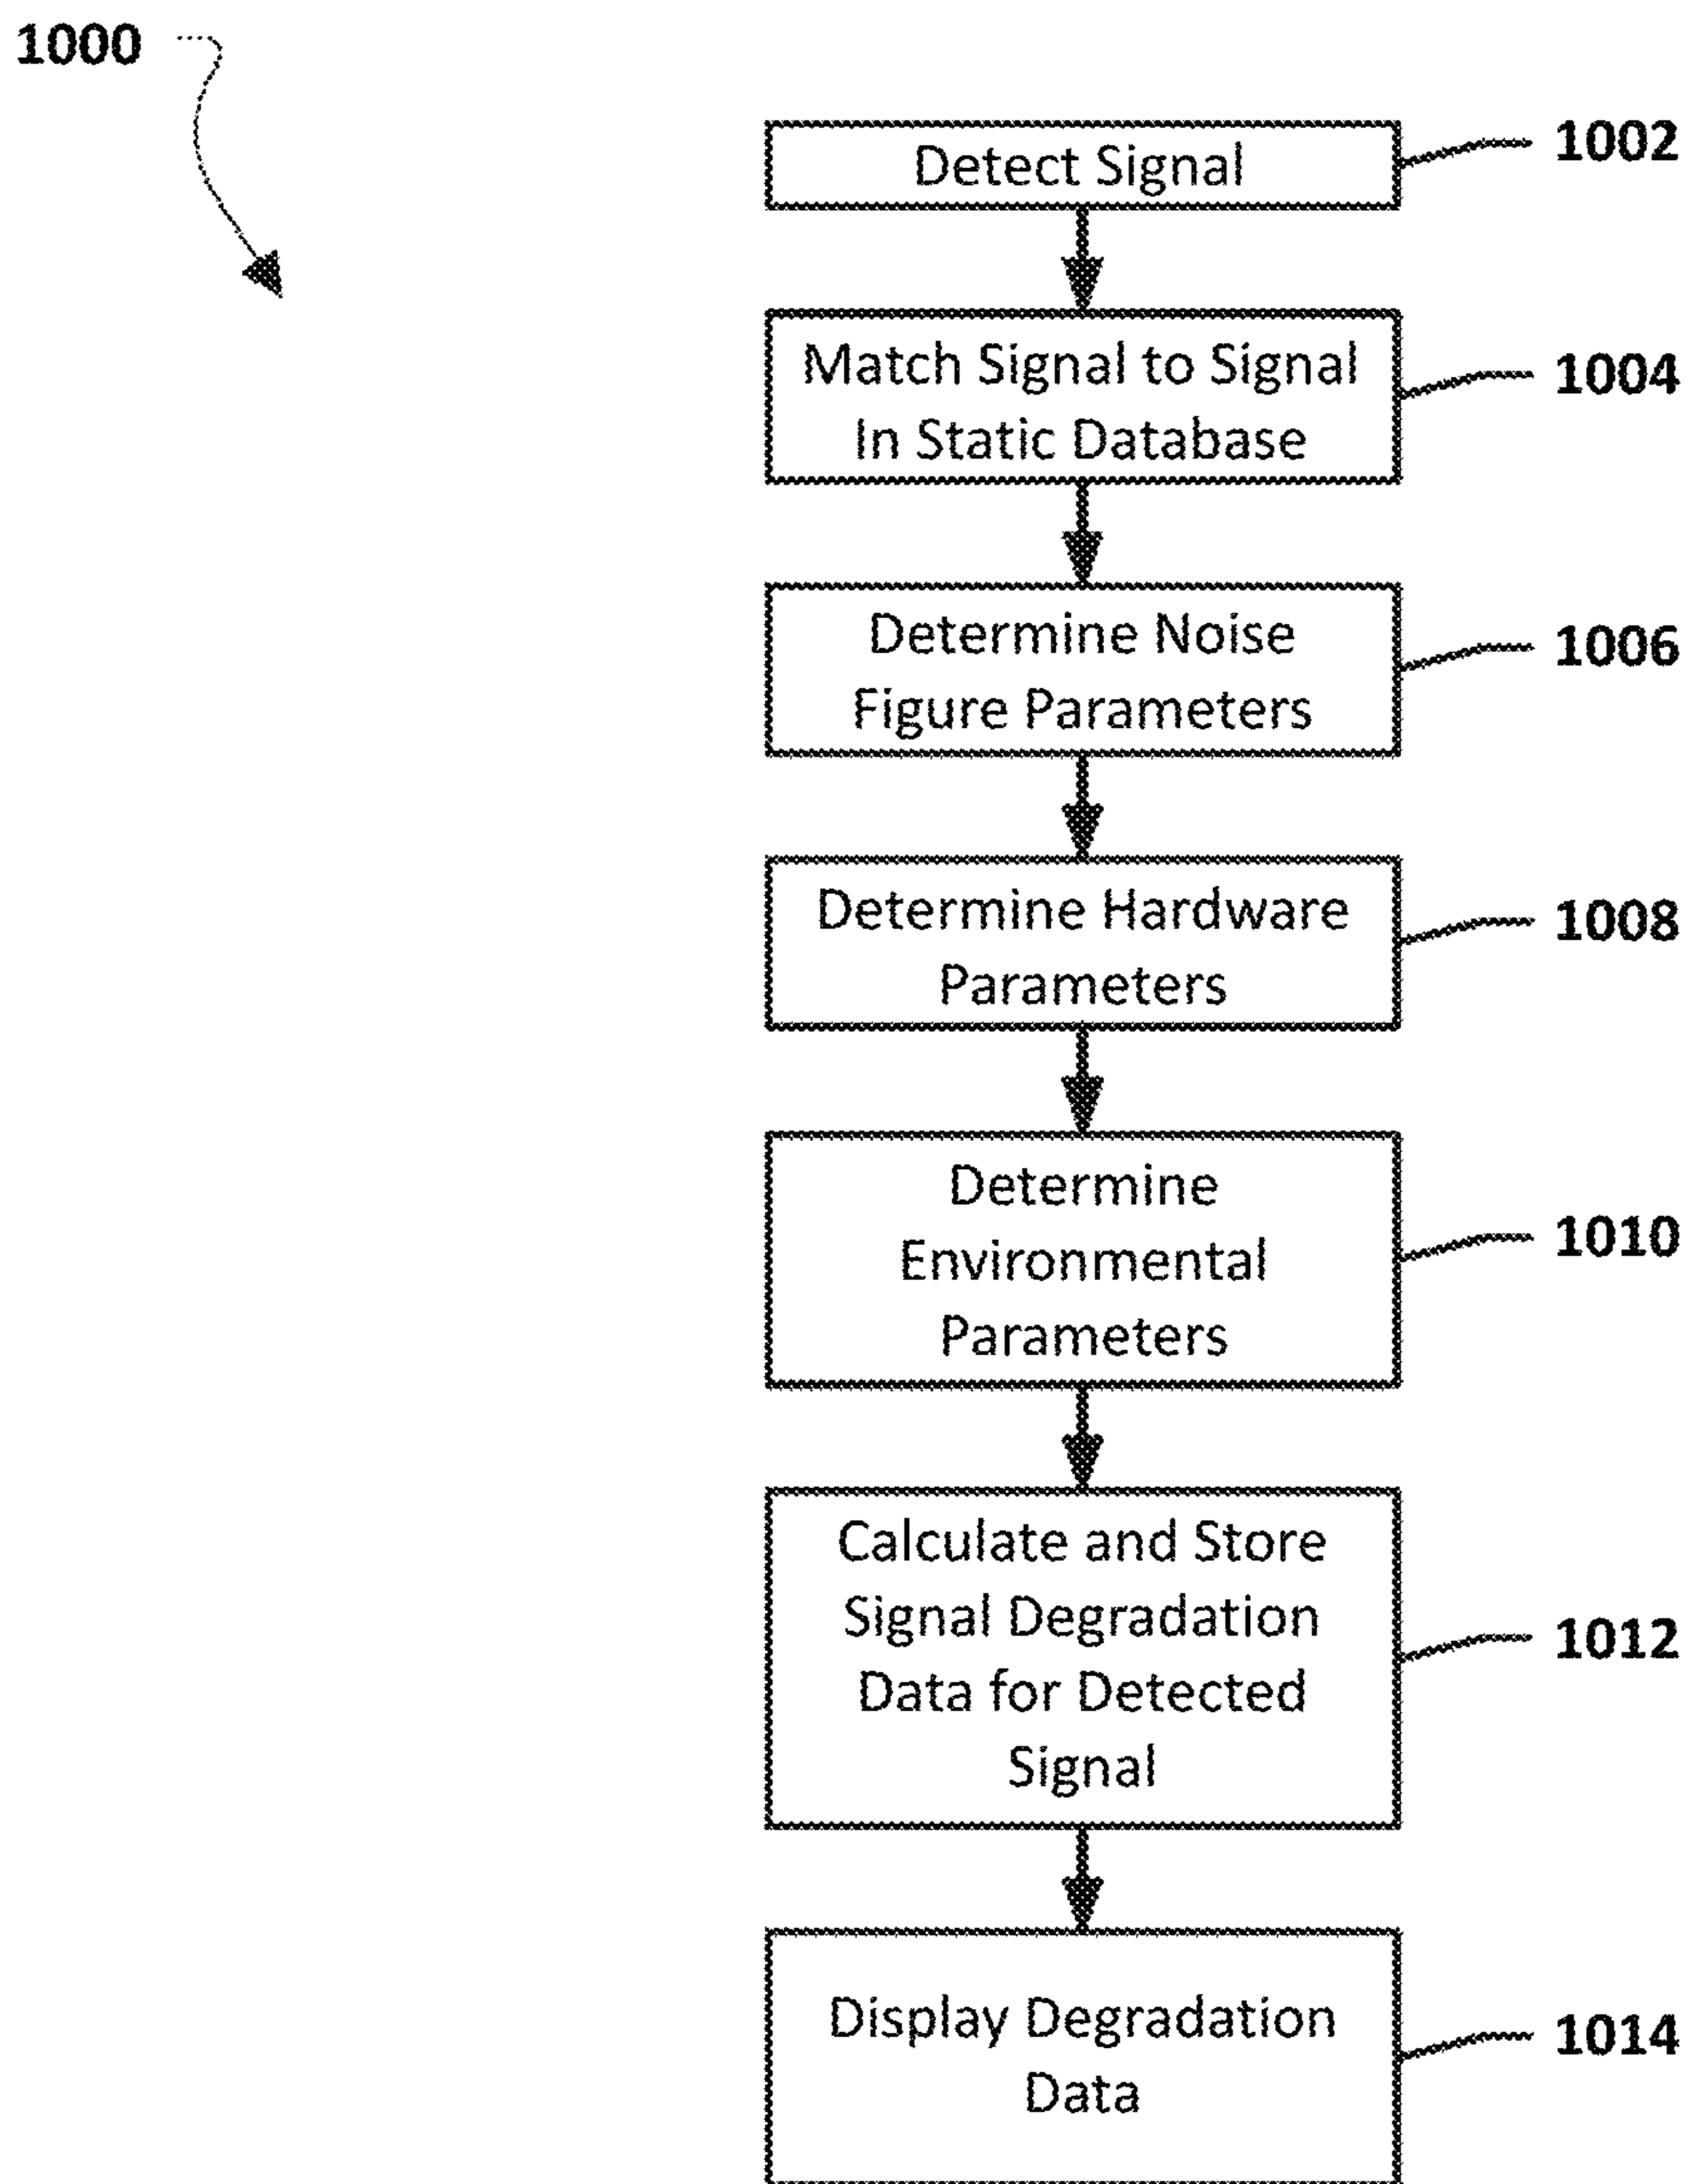 1000
Detect Signal
1002
Match Signal to Signal
In Static Database
1004
Determine Noise
Figure Parameters
1006
Determine Hardware
Parameters
1008
Determine
Environmental
Parameters
1010
Calculate and Store
Signal Degradation
Data for Detected
Signal
1012
Display Degradation
Data
1014